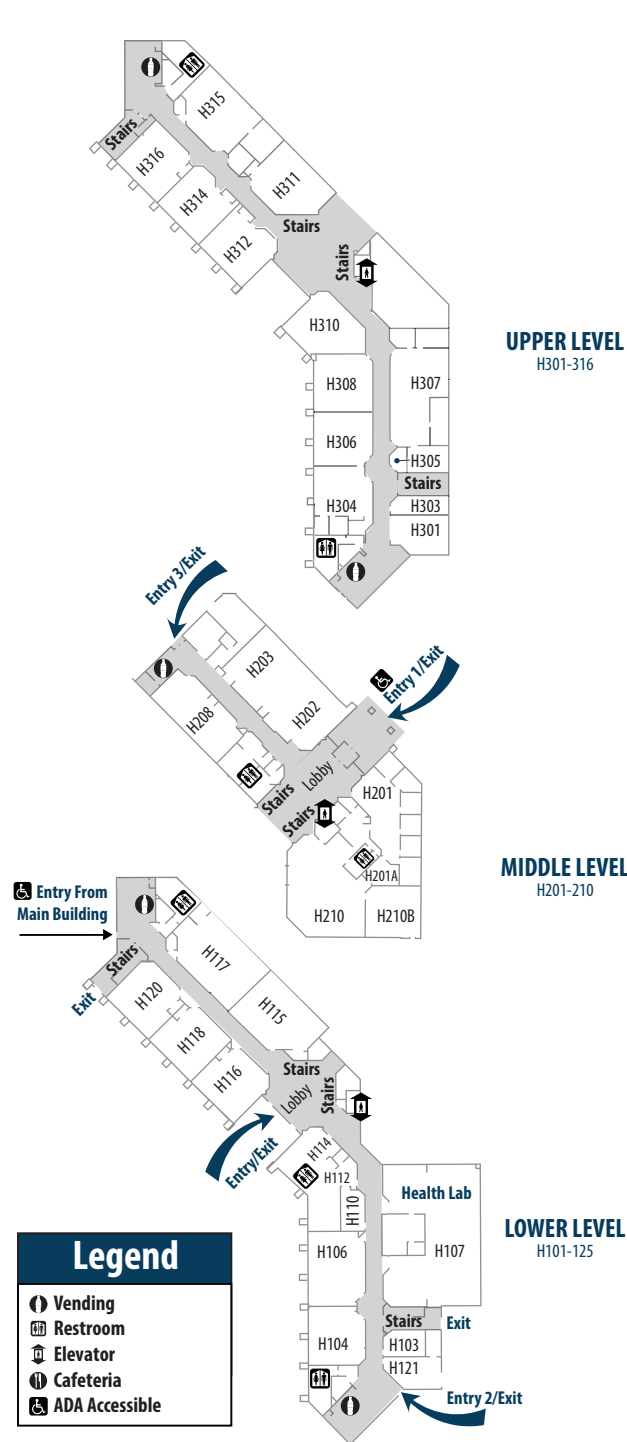 H315
Stairs
H316
H311
H314
H312
Stairs
Stairs
H310
UPPER LEVEL
H301-316
H308
H307
H306
H305
Stairs
H304
H303
H301
Entry 3/Exit
H203
Entry 1/Exit
H208
H202
Lobby
Stairs
Stairs
H201
H201A
H210
H210B
MIDDLE LEVEL
H201-210
Entry From
Main Building
Stairs
Exit
H117
H120
H115
H118
H116
Stairs
Stairs
Lobby
Entry/Exit
H114
H112
H110
Health Lab
H107
H106
LOWER LEVEL
H101-125
Stairs
Exit
H104
H103
H121
Entry 2/Exit
Legend
Vending
Restroom
Elevator
Cafeteria
ADA Accessible